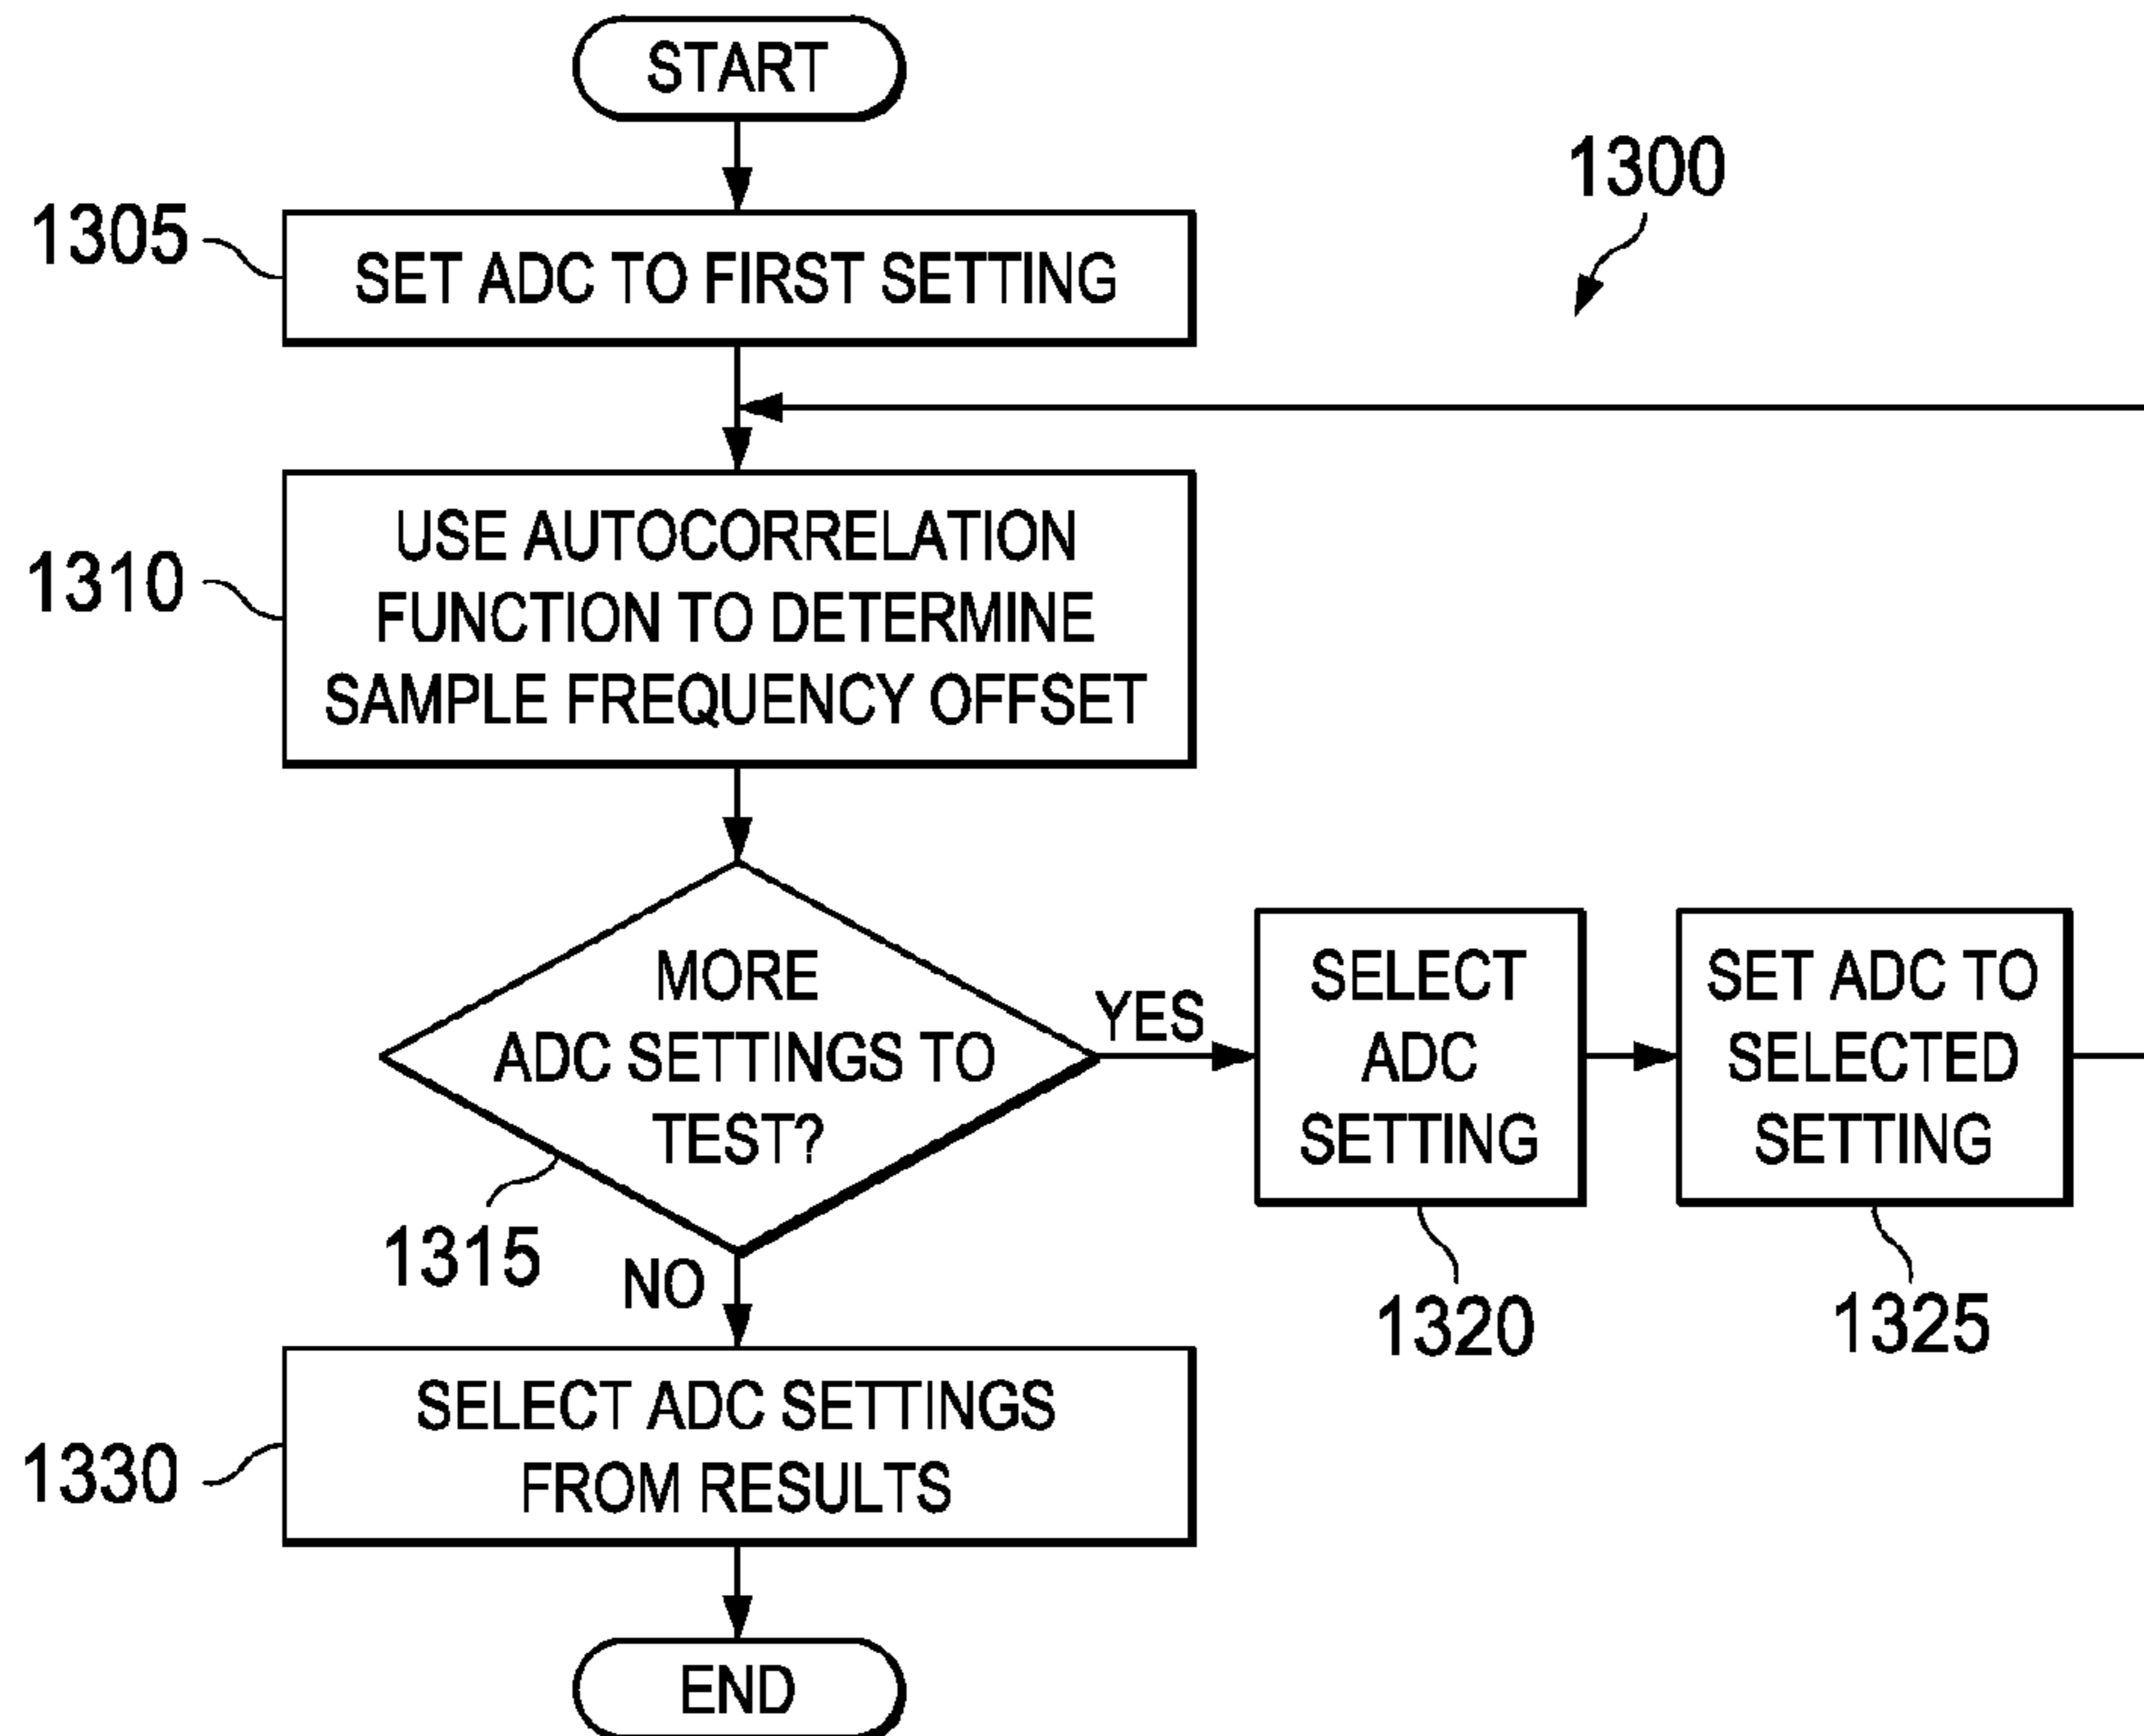 START
1300
1305
SET ADC TO FIRST SETTING
1310
USE AUTOCORRELATION
FUNCTION TO DETERMINE
SAMPLE FREQUENCY OFFSET
MORE
ADC SETTINGS TO
TEST?
1315
YES
SELECT
ADC
SETTING
1320
SET ADC TO
SELECTED
SETTING
1325
NO
1330
SELECT ADC SETTINGS
FROM RESULTS
END